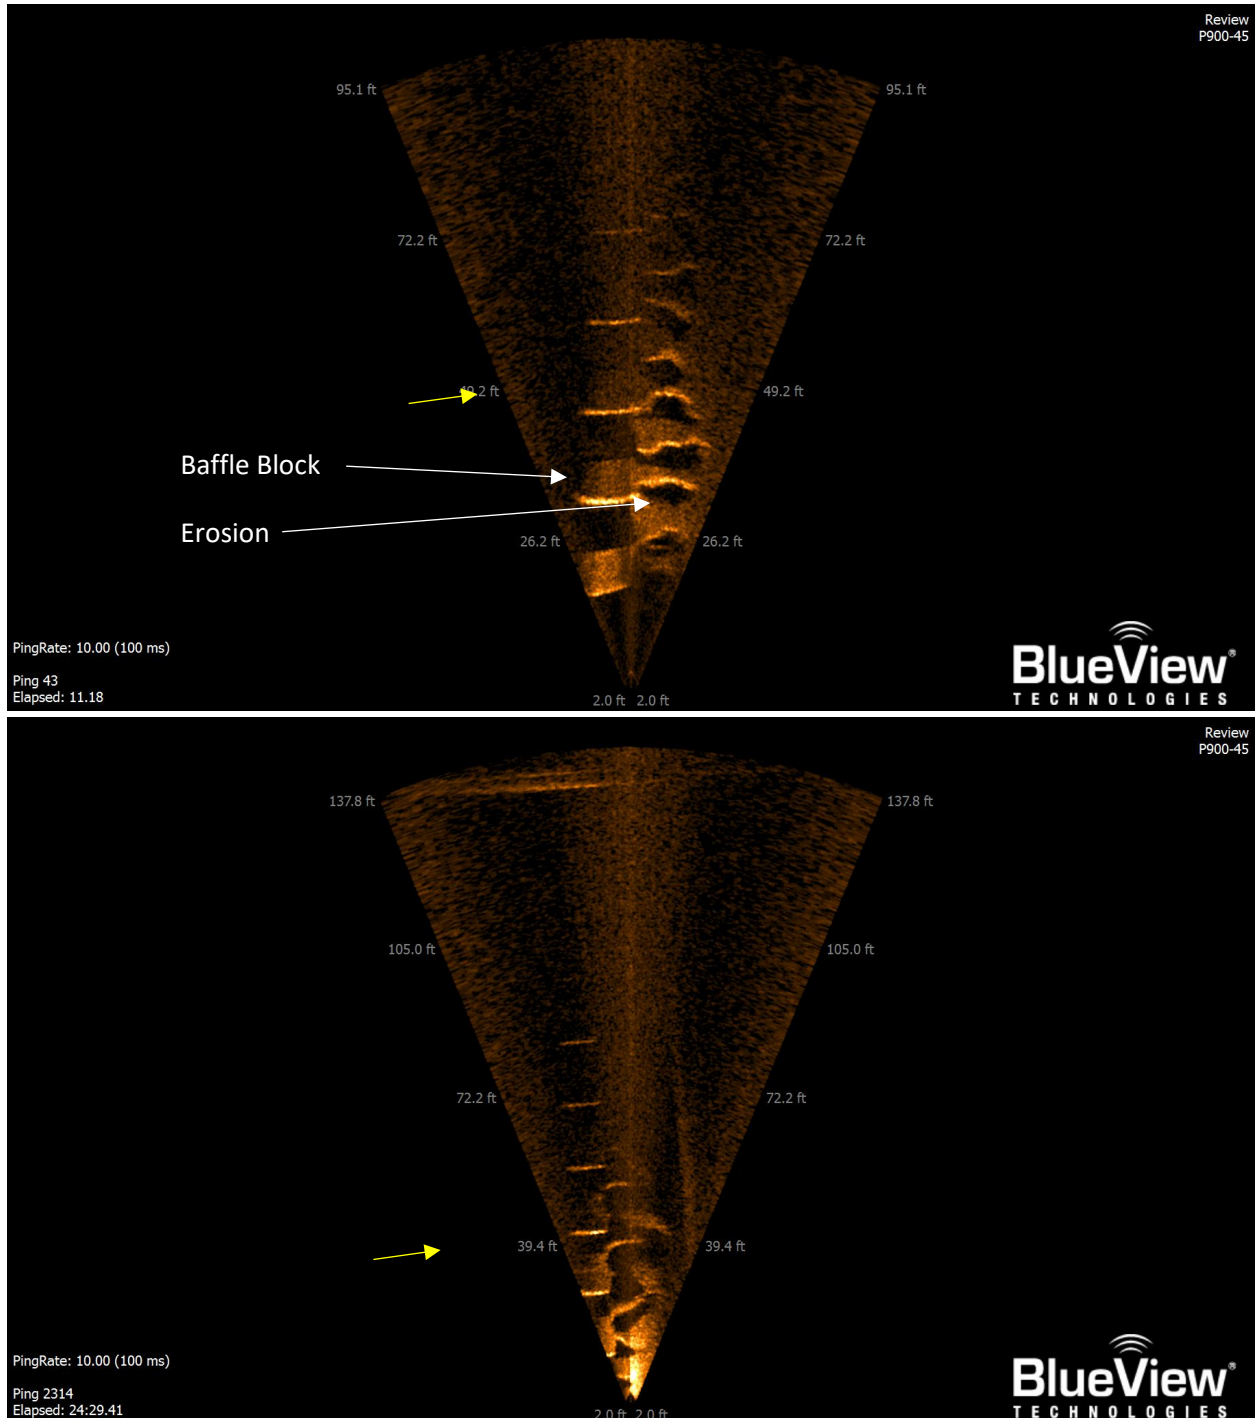 Review
P900-45
95.1 ft 95.1 ft
72.2 ft 72.2 ft
49.2 ft 49.2 ft
Baffle Block
Erosion
26.2 ft 26.2 ft
PingRate: 10.00 (100 ms)
Ping 43
Elapsed: 11.18
2.0 ft 2.0 ft
BlueView®
TECHNOLOGIES
Review
P900-45
137.8 ft 137.8 ft
105.0 ft 105.0 ft
72.2 ft 72.2 ft
39.4 ft 39.4 ft
PingRate: 10.00 (100 ms)
Ping 2314
Elapsed: 24:29.41
2.0 ft 2.0 ft
BlueView®
TECHNOLOGIES